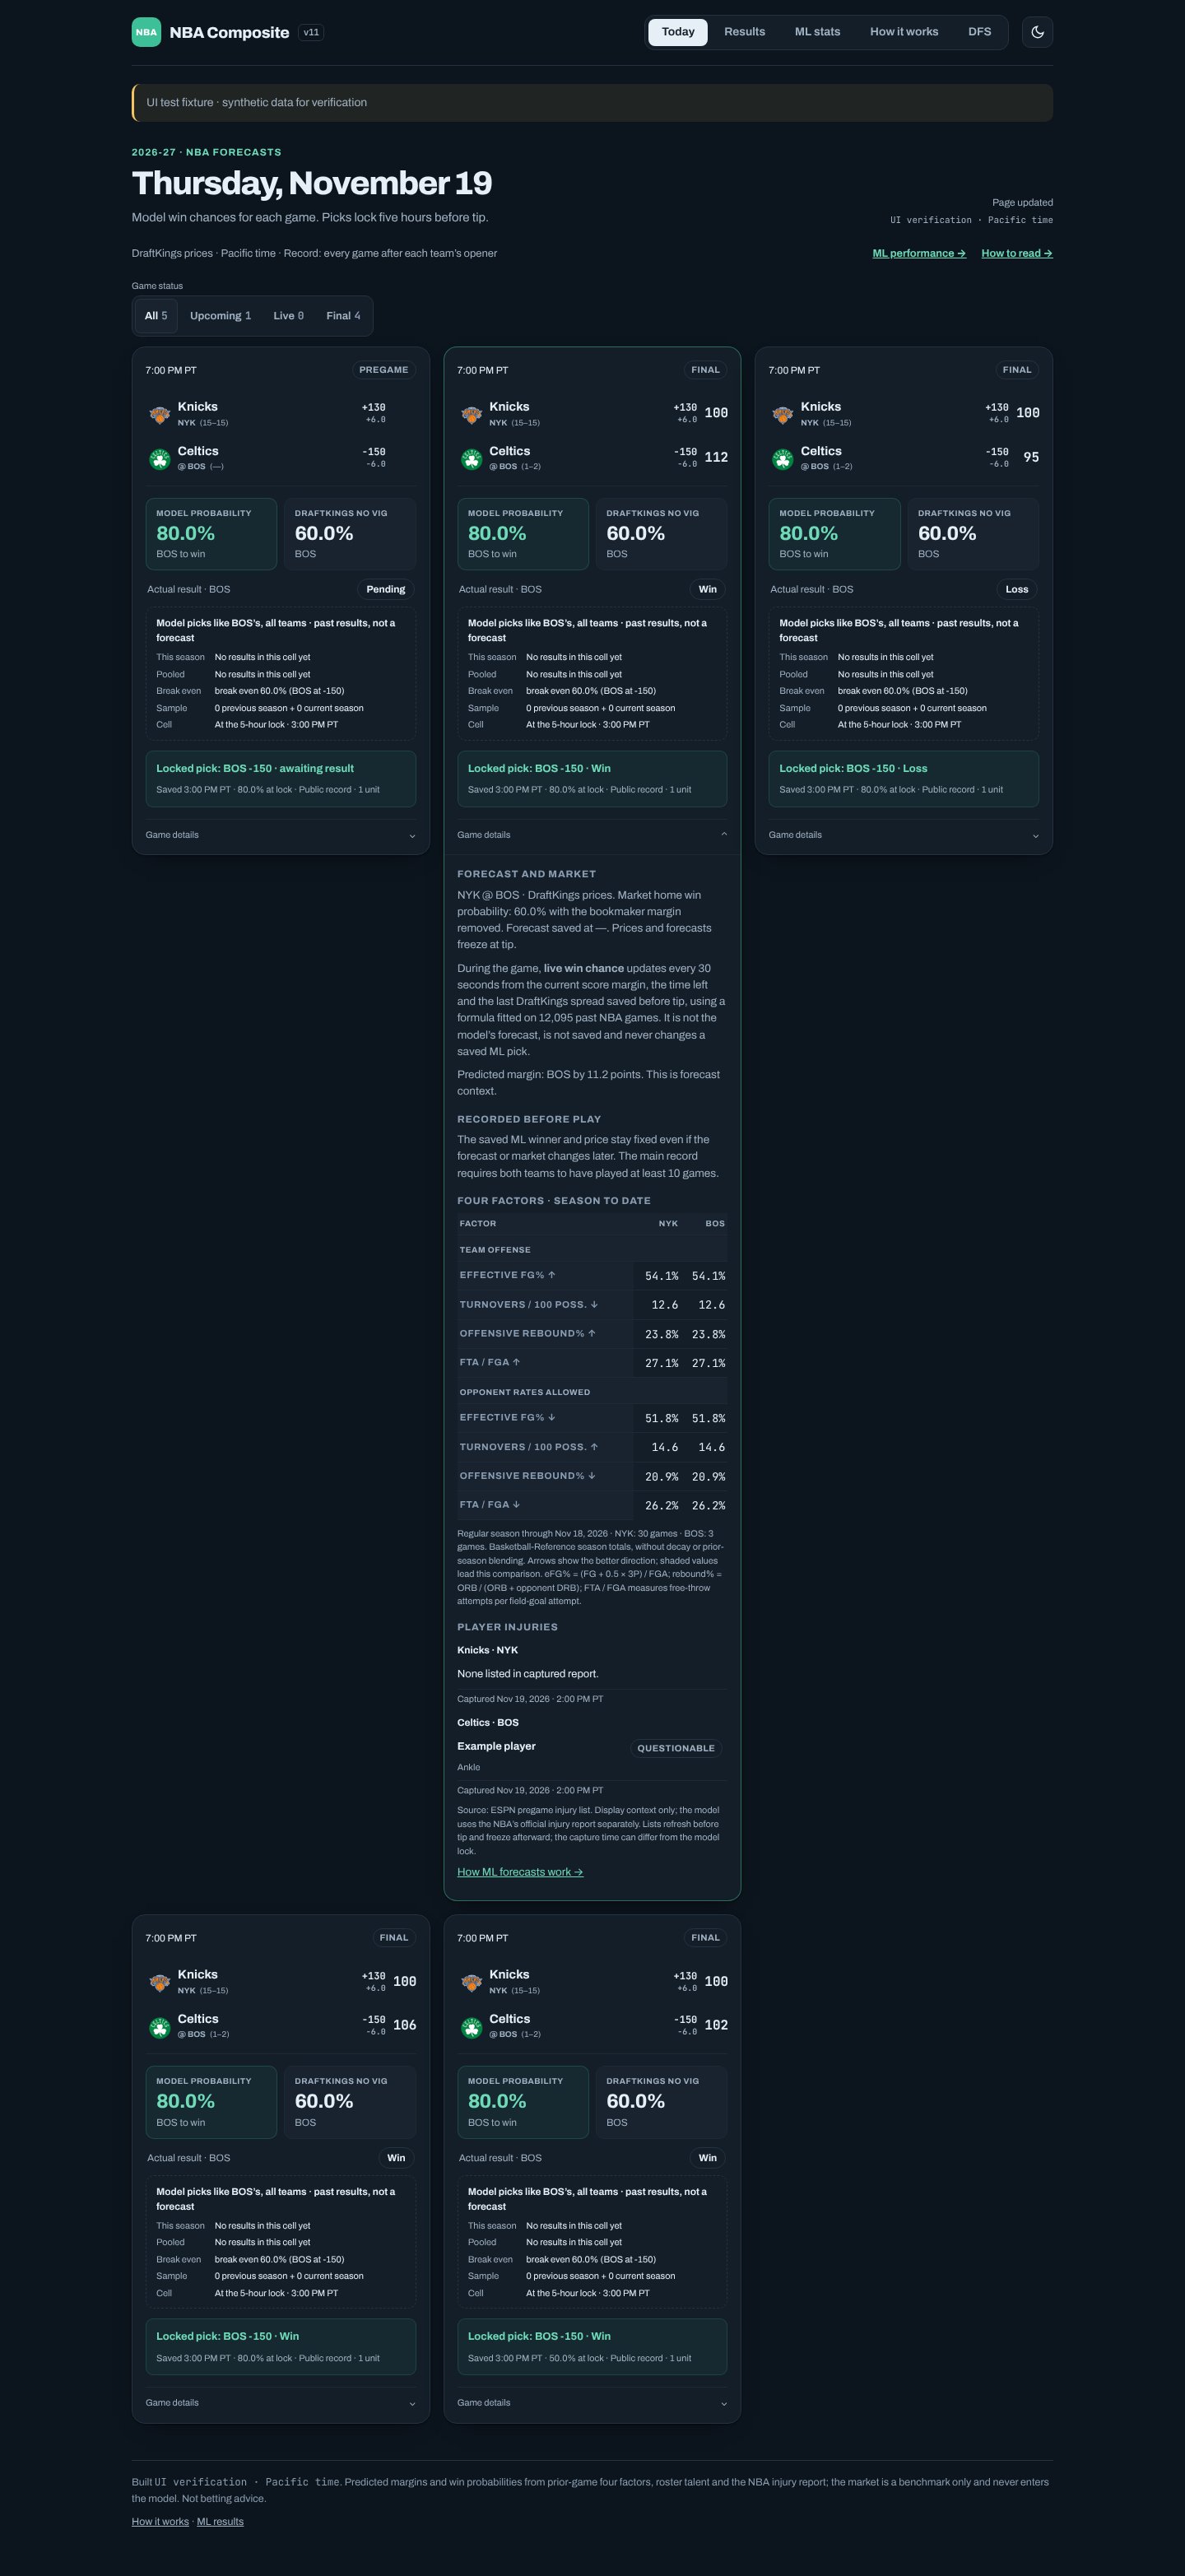 NBA NBA Composite v11 Today Results ML stats How it works DFS
UI test fixture · synthetic data for verification
2026-27 · NBA FORECASTS
Thursday, November 19
Model win chances for each game. Picks lock five hours before tip.
Page updated
UI verification · Pacific time
DraftKings prices · Pacific time · Record: every game after each team's opener
ML performance → How to read →
Game status
All 5 Upcoming 1 Live 0 Final 4
7:00 PM PT PREGAME
Knicks +130
NYK (15–15) +6.0
Celtics -150
@ BOS (—) -6.0
MODEL PROBABILITY DRAFTKINGS NO VIG
80.0% 60.0%
BOS to win BOS
Actual result · BOS Pending
Model picks like BOS's, all teams · past results, not a
forecast
This season No results in this cell yet
Pooled No results in this cell yet
Break even break even 60.0% (BOS at -150)
Sample 0 previous season + 0 current season
Cell At the 5-hour lock · 3:00 PM PT
Locked pick: BOS -150 · awaiting result
Saved 3:00 PM PT · 80.0% at lock · Public record · 1 unit
Game details
7:00 PM PT FINAL
Knicks +130 100
NYK (15–15) +6.0
Celtics -150 112
@ BOS (1–2) -6.0
MODEL PROBABILITY DRAFTKINGS NO VIG
80.0% 60.0%
BOS to win BOS
Actual result · BOS Win
Model picks like BOS's, all teams · past results, not a
forecast
This season No results in this cell yet
Pooled No results in this cell yet
Break even break even 60.0% (BOS at -150)
Sample 0 previous season + 0 current season
Cell At the 5-hour lock · 3:00 PM PT
Locked pick: BOS -150 · Win
Saved 3:00 PM PT · 80.0% at lock · Public record · 1 unit
Game details
FORECAST AND MARKET
NYK @ BOS · DraftKings prices. Market home win
probability: 60.0% with the bookmaker margin
removed. Forecast saved at —. Prices and forecasts
freeze at tip.
During the game, live win chance updates every 30
seconds from the current score margin, the time left
and the last DraftKings spread saved before tip, using a
formula fitted on 12,095 past NBA games. It is not the
model's forecast, is not saved and never changes a
saved ML pick.
Predicted margin: BOS by 11.2 points. This is forecast
context.
RECORDED BEFORE PLAY
The saved ML winner and price stay fixed even if the
forecast or market changes later. The main record
requires both teams to have played at least 10 games.
FOUR FACTORS · SEASON TO DATE
FACTOR NYK BOS
TEAM OFFENSE
EFFECTIVE FG% ↑ 54.1% 54.1%
TURNOVERS / 100 POSS. ↓ 12.6 12.6
OFFENSIVE REBOUND% ↑ 23.8% 23.8%
FTA / FGA ↑ 27.1% 27.1%
OPPONENT RATES ALLOWED
EFFECTIVE FG% ↓ 51.8% 51.8%
TURNOVERS / 100 POSS. ↑ 14.6 14.6
OFFENSIVE REBOUND% ↓ 20.9% 20.9%
FTA / FGA ↓ 26.2% 26.2%
Regular season through Nov 18, 2026 · NYK: 30 games · BOS: 3
games. Basketball-Reference season totals, without decay or prior-
season blending. Arrows show the better direction; shaded values
lead this comparison. eFG% = (FG + 0.5 × 3P) / FGA; rebound% =
ORB / (ORB + opponent DRB); FTA / FGA measures free-throw
attempts per field-goal attempt.
PLAYER INJURIES
Knicks · NYK
None listed in captured report.
Captured Nov 19, 2026 · 2:00 PM PT
Celtics · BOS
Example player QUESTIONABLE
Ankle
Captured Nov 19, 2026 · 2:00 PM PT
Source: ESPN pregame injury list. Display context only; the model
uses the NBA's official injury report separately. Lists refresh before
tip and freeze afterward; the capture time can differ from the model
lock.
How ML forecasts work →
7:00 PM PT FINAL
Knicks +130 100
NYK (15–15) +6.0
Celtics -150 95
@ BOS (1–2) -6.0
MODEL PROBABILITY DRAFTKINGS NO VIG
80.0% 60.0%
BOS to win BOS
Actual result · BOS Loss
Model picks like BOS's, all teams · past results, not a
forecast
This season No results in this cell yet
Pooled No results in this cell yet
Break even break even 60.0% (BOS at -150)
Sample 0 previous season + 0 current season
Cell At the 5-hour lock · 3:00 PM PT
Locked pick: BOS -150 · Loss
Saved 3:00 PM PT · 80.0% at lock · Public record · 1 unit
Game details
7:00 PM PT FINAL
Knicks +130 100
NYK (15–15) +6.0
Celtics -150 106
@ BOS (1–2) -6.0
MODEL PROBABILITY DRAFTKINGS NO VIG
80.0% 60.0%
BOS to win BOS
Actual result · BOS Win
Model picks like BOS's, all teams · past results, not a
forecast
This season No results in this cell yet
Pooled No results in this cell yet
Break even break even 60.0% (BOS at -150)
Sample 0 previous season + 0 current season
Cell At the 5-hour lock · 3:00 PM PT
Locked pick: BOS -150 · Win
Saved 3:00 PM PT · 80.0% at lock · Public record · 1 unit
Game details
7:00 PM PT FINAL
Knicks +130 100
NYK (15–15) +6.0
Celtics -150 102
@ BOS (1–2) -6.0
MODEL PROBABILITY DRAFTKINGS NO VIG
80.0% 60.0%
BOS to win BOS
Actual result · BOS Win
Model picks like BOS's, all teams · past results, not a
forecast
This season No results in this cell yet
Pooled No results in this cell yet
Break even break even 60.0% (BOS at -150)
Sample 0 previous season + 0 current season
Cell At the 5-hour lock · 3:00 PM PT
Locked pick: BOS -150 · Win
Saved 3:00 PM PT · 50.0% at lock · Public record · 1 unit
Game details
Built UI verification · Pacific time. Predicted margins and win probabilities from prior-game four factors, roster talent and the NBA injury report; the market is a benchmark only and never enters
the model. Not betting advice.
How it works · ML results